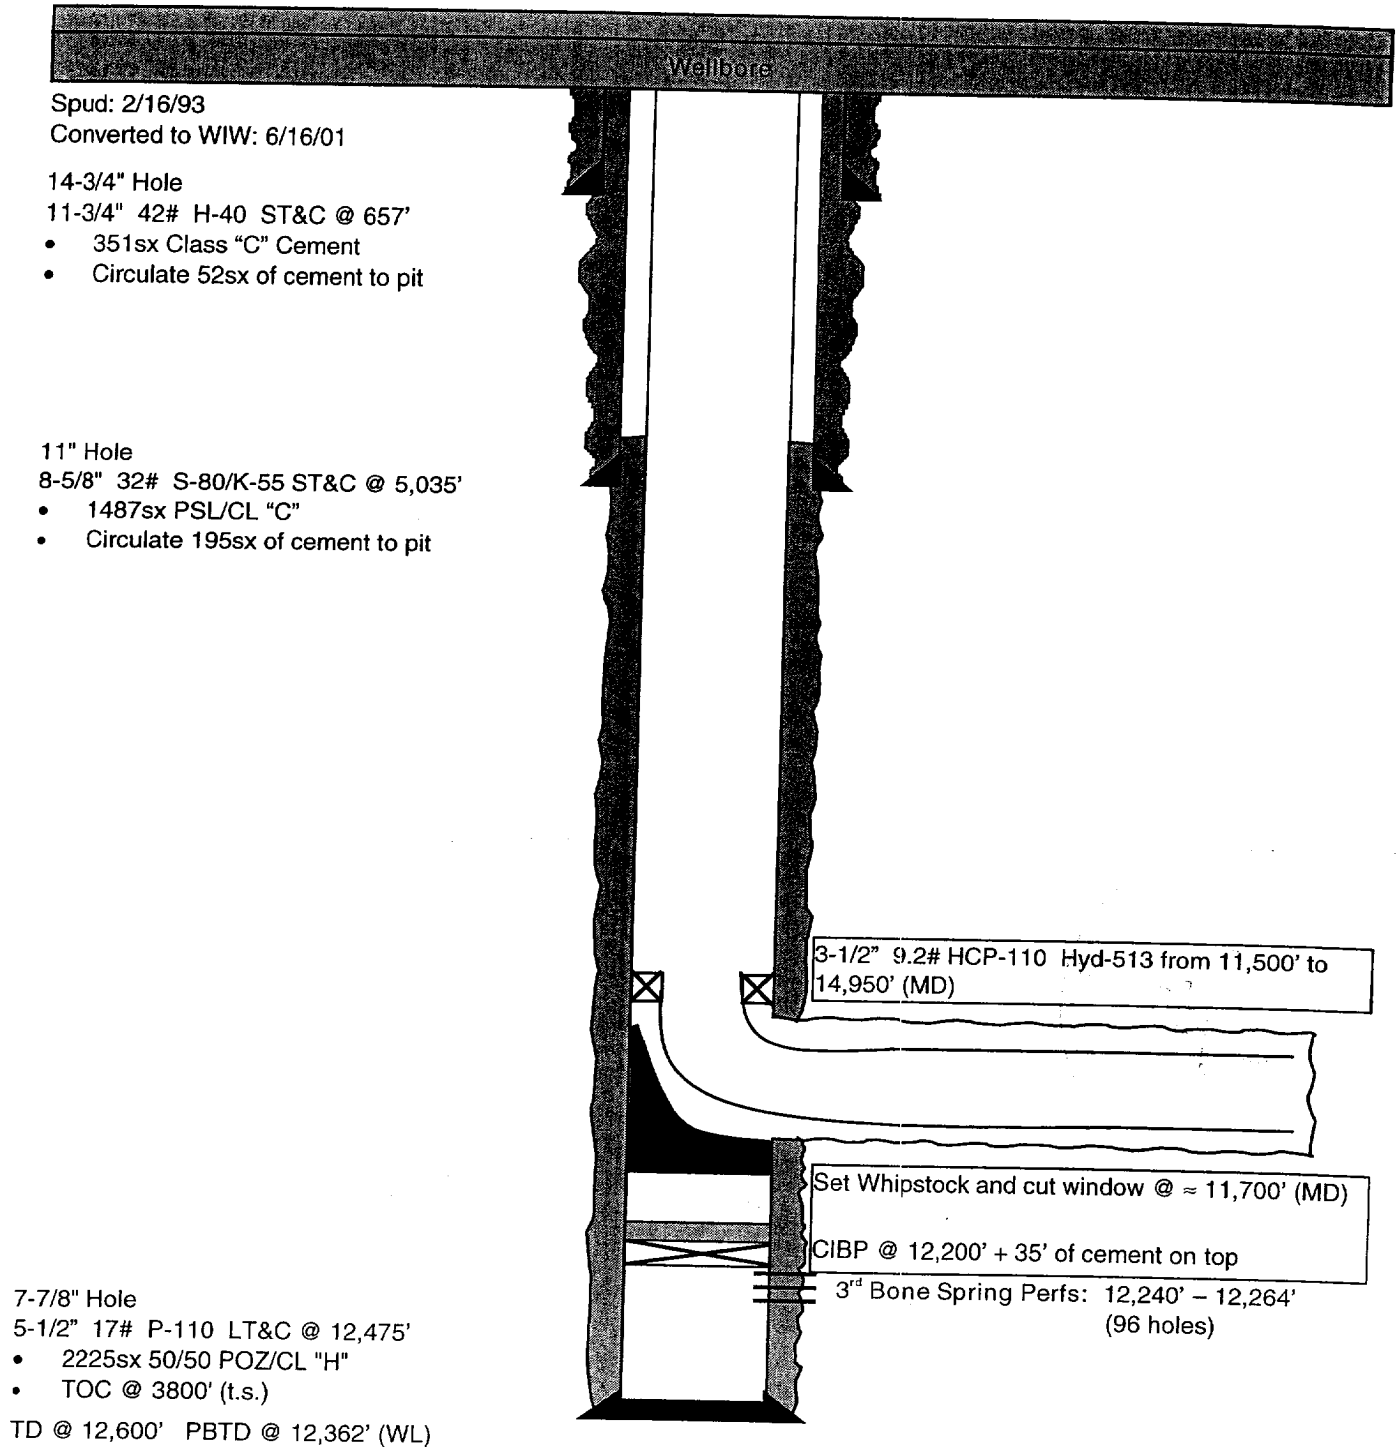 Wellbore
Spud: 2/16/93
Converted to WIW: 6/16/01
14-3/4" Hole
11-3/4" 42# H-40 ST&C @ 657'
• 351sx Class “C” Cement
• Circulate 52sx of cement to pit
11" Hole
8-5/8" 32# S-80/K-55 ST&C @ 5,035'
• 1487sx PSL/CL “C”
• Circulate 195sx of cement to pit
3-1/2” 9.2# HCP-110 Hyd-513 from 11,500’ to
14,950’ (MD)
Set Whipstock and cut window @ ≈ 11,700’ (MD)
CIBP @ 12,200’ + 35’ of cement on top
3rd Bone Spring Perfs: 12,240’ – 12,264’
(96 holes)
7-7/8" Hole
5-1/2” 17# P-110 LT&C @ 12,475’
• 2225sx 50/50 POZ/CL "H"
• TOC @ 3800’ (t.s.)
TD @ 12,600’ PBTD @ 12,362’ (WL)